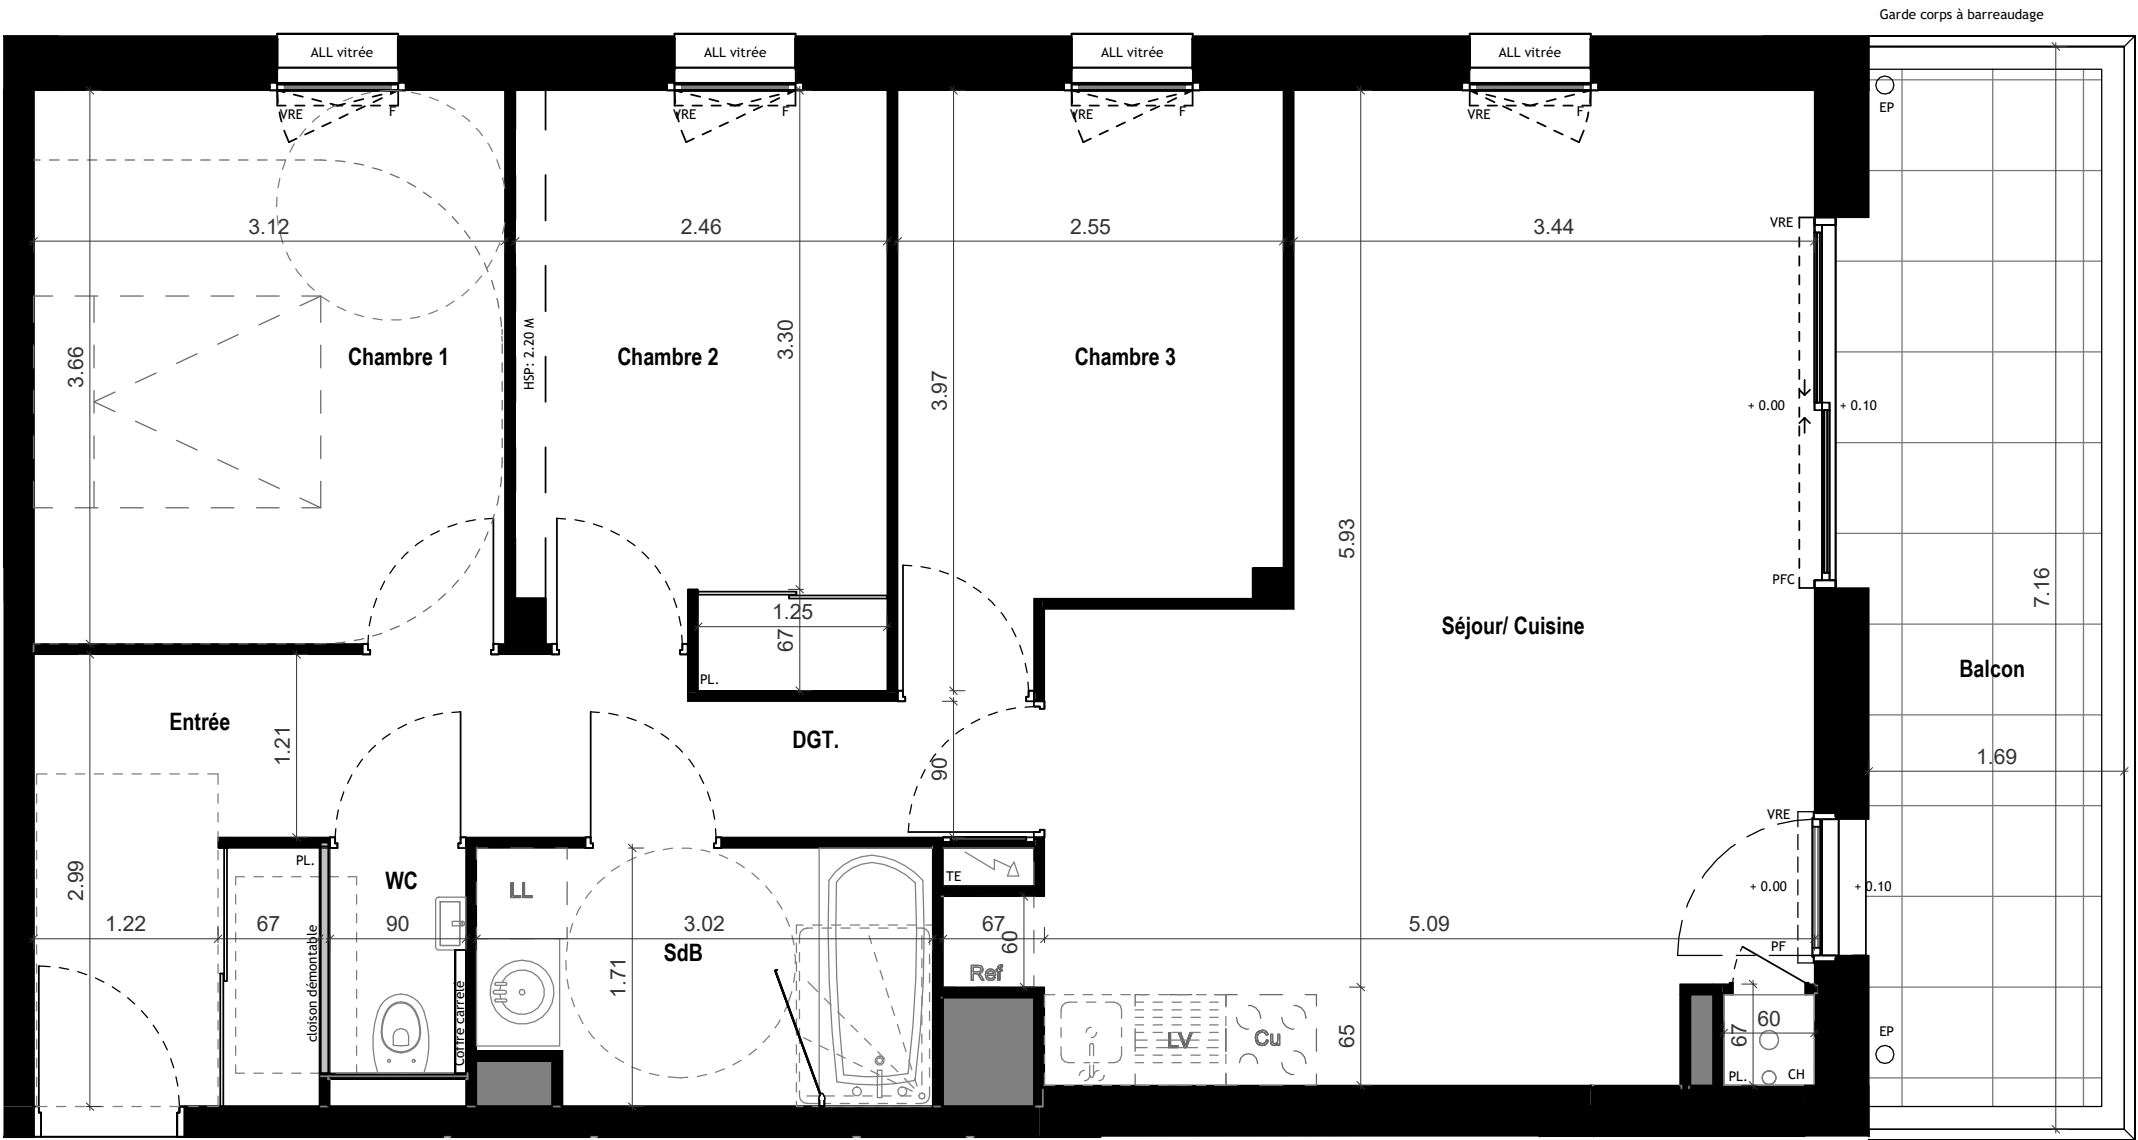 Garde corps à barreaudage
ALL vitrée
ALL vitrée
ALL vitrée
ALL vitrée
VRE
F
VRE
F
VRE
F
VRE
F
EP
3.12
2.46
2.55
3.44
VRE
3.66
Chambre 1
HSP: 2.20 M
Chambre 2
3.30
3.97
Chambre 3
+ 0.00
+ 0.10
5.93
PFC
7.16
1.25
67
PL.
Séjour/ Cuisine
Balcon
Entrée
1.21
DGT.
90
1.69
VRE
2.99
PL.
WC
LL
TE
+ 0.00
+ 0.10
1.22
67
90
3.02
67
60
5.09
cloison démontable
SdB
1.71
Ref
PF
Coffre carrelé
LV
Cu
65
67
60
EP
PL.
CH